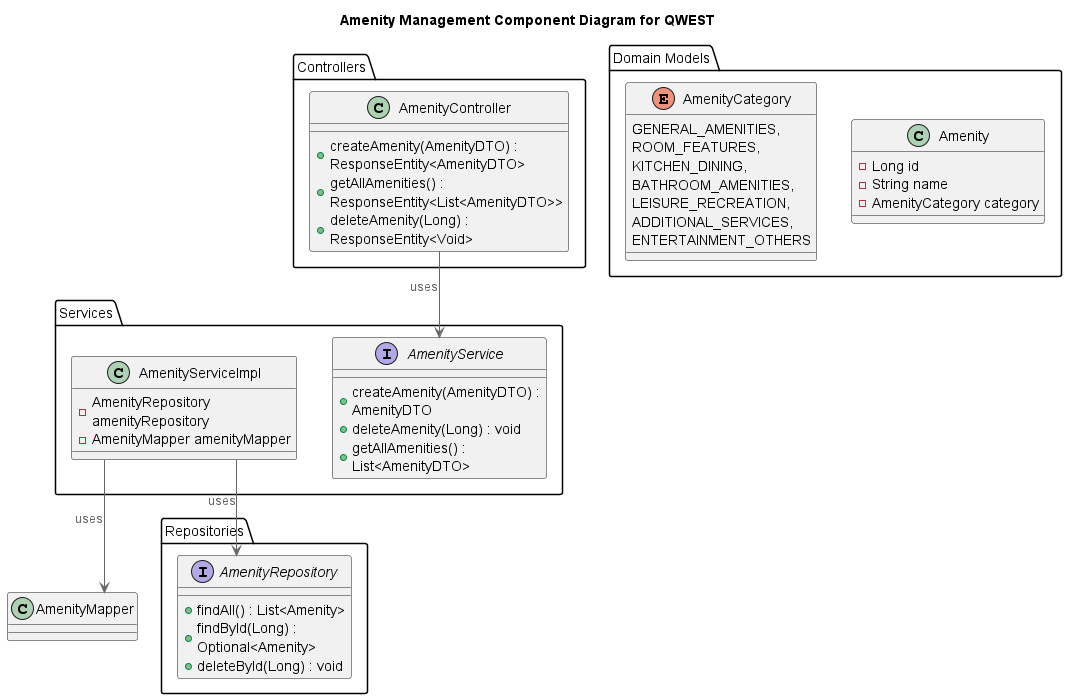 Amenity Management Component Diagram for QWEST
Controllers
C AmenityController
createAmenity(AmenityDTO) :
ResponseEntity<AmenityDTO>
getAllAmenities() :
ResponseEntity<List<AmenityDTO>>
deleteAmenity(Long) :
ResponseEntity<Void>
Domain Models
E AmenityCategory
GENERAL_AMENITIES,
ROOM_FEATURES,
KITCHEN_DINING,
BATHROOM_AMENITIES,
LEISURE_RECREATION,
ADDITIONAL_SERVICES,
ENTERTAINMENT_OTHERS
C Amenity
Long id
String name
AmenityCategory category
uses
Services
C AmenityServiceImpl
AmenityRepository
amenityRepository
AmenityMapper amenityMapper
I AmenityService
createAmenity(AmenityDTO) :
AmenityDTO
deleteAmenity(Long) : void
getAllAmenities() :
List<AmenityDTO>
uses
uses
Repositories
I AmenityRepository
findAll() : List<Amenity>
findById(Long) :
Optional<Amenity>
deleteById(Long) : void
C AmenityMapper